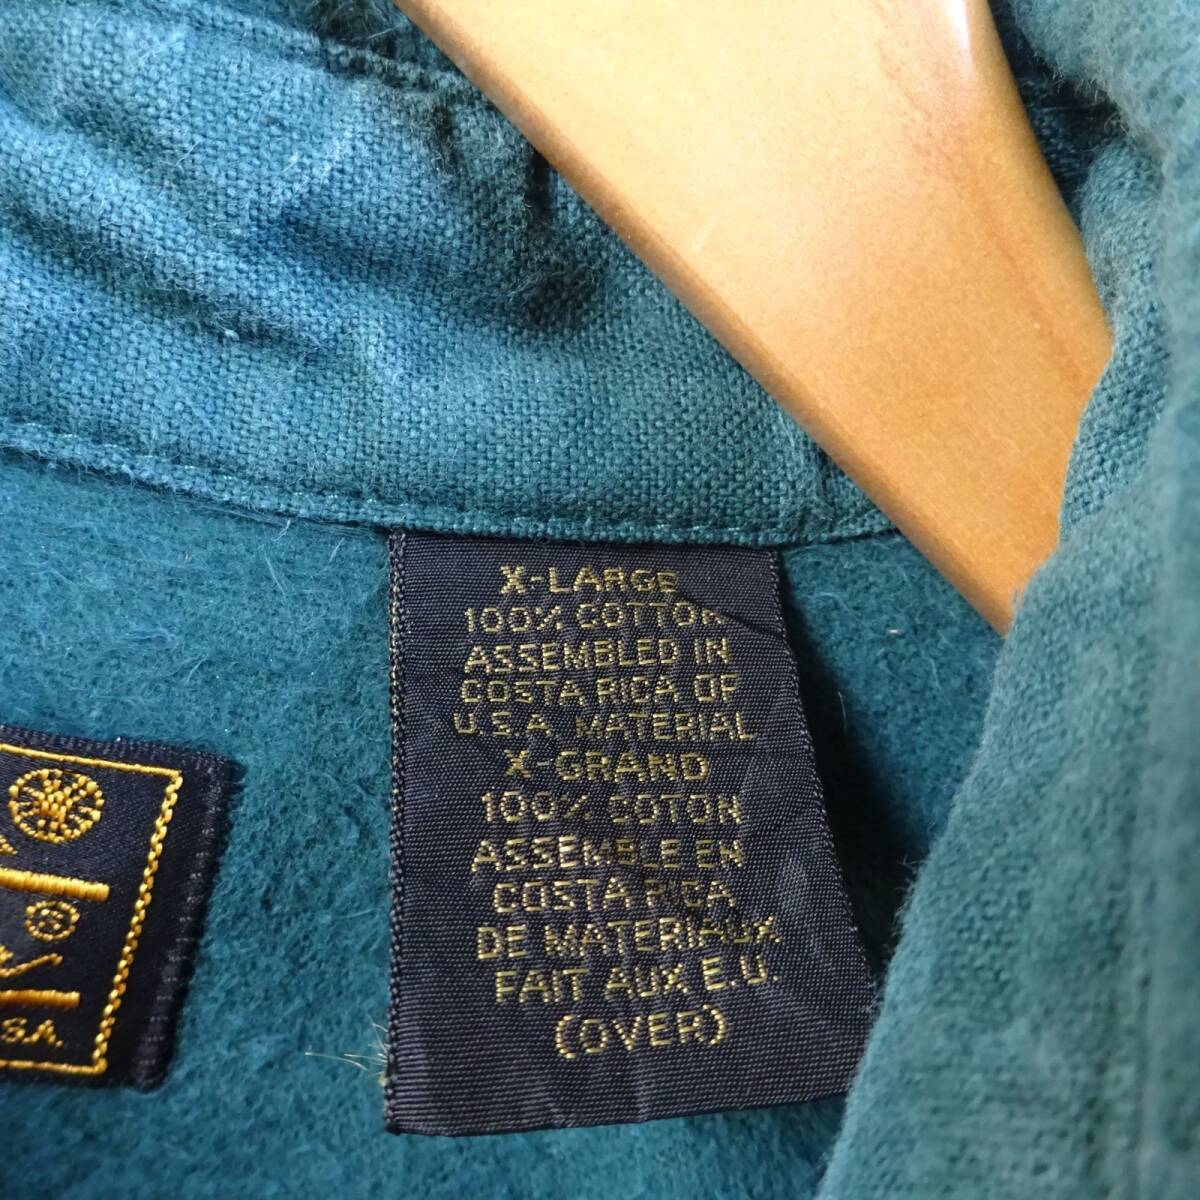 X-LARGE
100% COTTON
ASSEMBLED IN
COSTA RICA OF
U.S.A. MATERIAL
X-GRAND
100% COTON
ASSEMBLE EN
COSTA RICA
DE MATERIAUX
FAIT AUX E.U.
(OVER)
S.A.